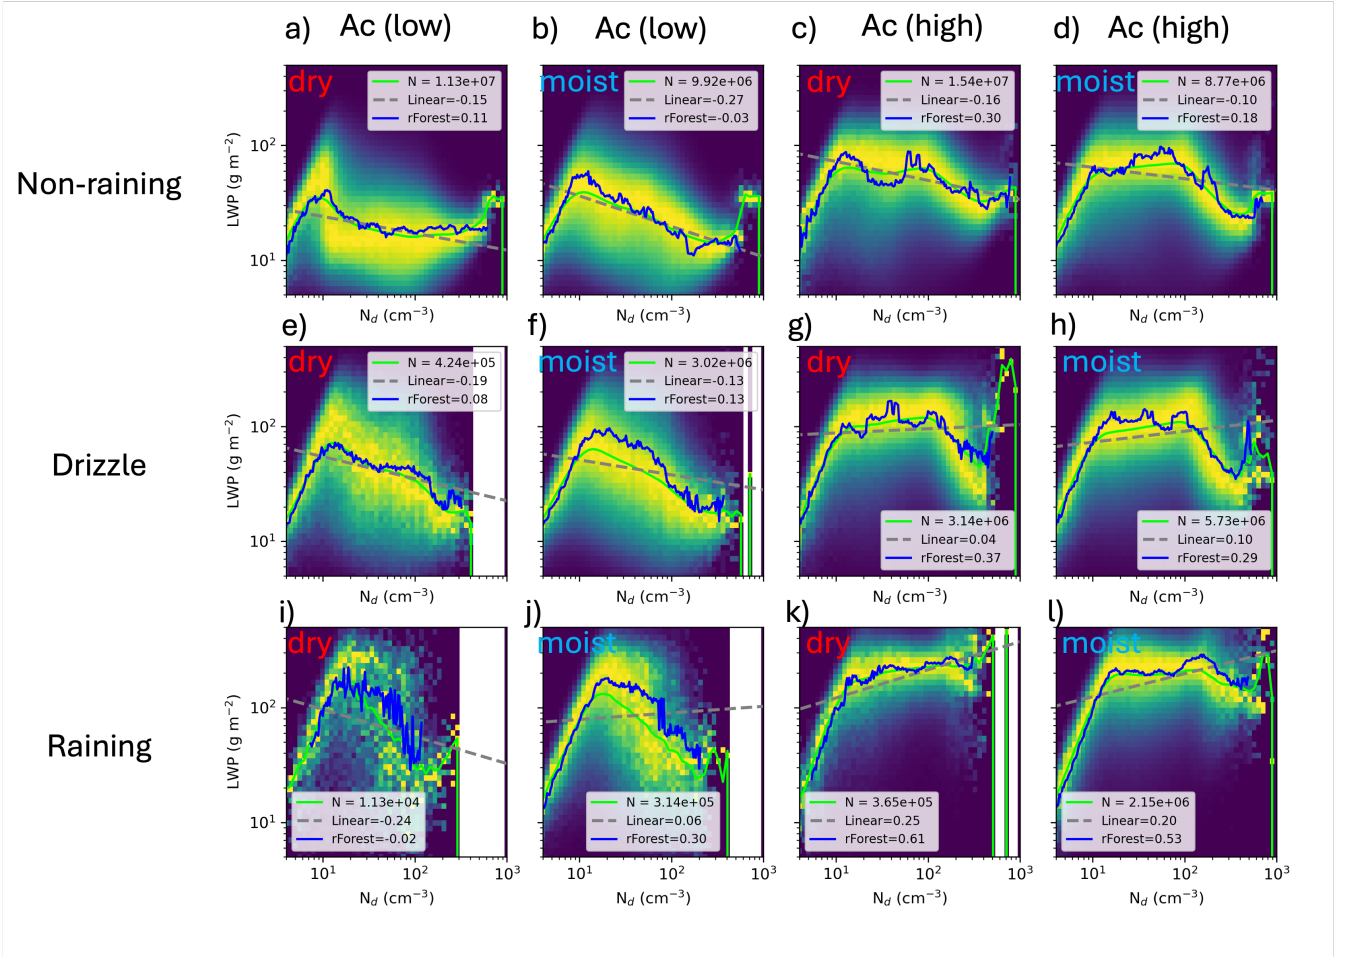 a) Ac (low) b) Ac (low) c) Ac (high) d) Ac (high)
Non-raining
dry
N = 1.13e+07
Linear=-0.15
rForest=0.11
moist
N = 9.92e+06
Linear=-0.27
rForest=-0.03
dry
N = 1.54e+07
Linear=-0.16
rForest=0.30
moist
N = 8.77e+06
Linear=-0.10
rForest=0.18
LWP (g m⁻²)
10²
10¹
N_d (cm⁻³) N_d (cm⁻³) N_d (cm⁻³) N_d (cm⁻³)
e) f) g) h)
Drizzle
dry
N = 4.24e+05
Linear=-0.19
rForest=0.08
moist
N = 3.02e+06
Linear=-0.13
rForest=0.13
dry
N = 3.14e+06
Linear=0.04
rForest=0.37
moist
N = 5.73e+06
Linear=0.10
rForest=0.29
LWP (g m⁻²)
10²
10¹
N_d (cm⁻³) N_d (cm⁻³) N_d (cm⁻³) N_d (cm⁻³)
i) j) k) l)
Raining
dry
N = 1.13e+04
Linear=-0.24
rForest=-0.02
moist
N = 3.14e+05
Linear=0.06
rForest=0.30
dry
N = 3.65e+05
Linear=0.25
rForest=0.61
moist
N = 2.15e+06
Linear=0.20
rForest=0.53
LWP (g m⁻²)
10²
10¹
10¹ 10² 10³ 10¹ 10² 10³ 10¹ 10² 10³ 10¹ 10² 10³
N_d (cm⁻³) N_d (cm⁻³) N_d (cm⁻³) N_d (cm⁻³)